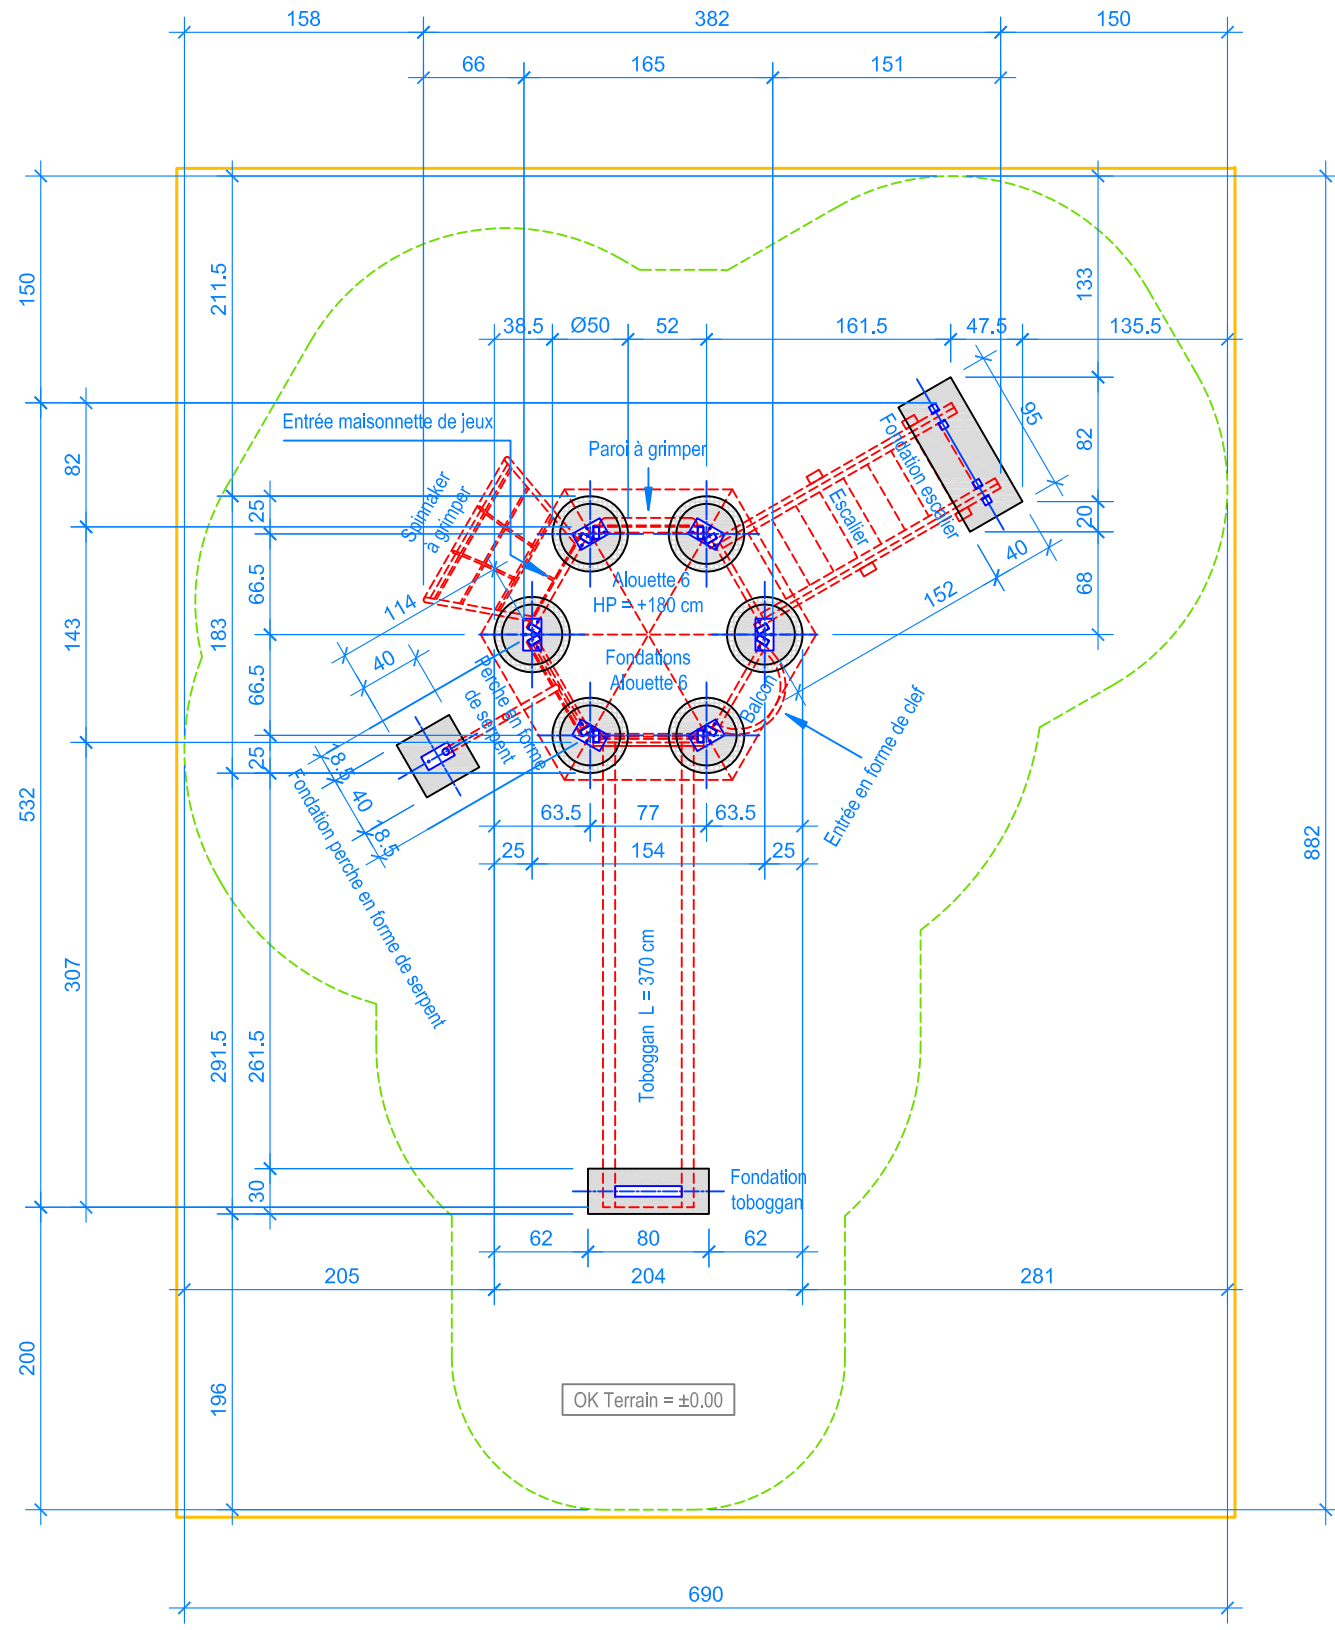 158
382
150
66
165
151
150
211.5
133
38.5
Ø50
52
161.5
47.5
135.5
Entrée maisonnette de jeux
Paroi à grimper
95
82
82
Spinnaker
à grimper
Fondation escalier
Escalier
25
20
40
66.5
Alouette 6
HP = +180 cm
114
152
68
143
183
40
Fondations
Alouette 6
66.5
Perche en forme
de serpent
Balcon
Entrée en forme de clef
25
18.5
40
18.5
Fondation perche en forme de serpent
63.5
77
63.5
532
882
25
154
25
307
Toboggan L = 370 cm
291.5
261.5
30
Fondation
toboggan
62
80
62
205
204
281
200
196
OK Terrain = ±0.00
690